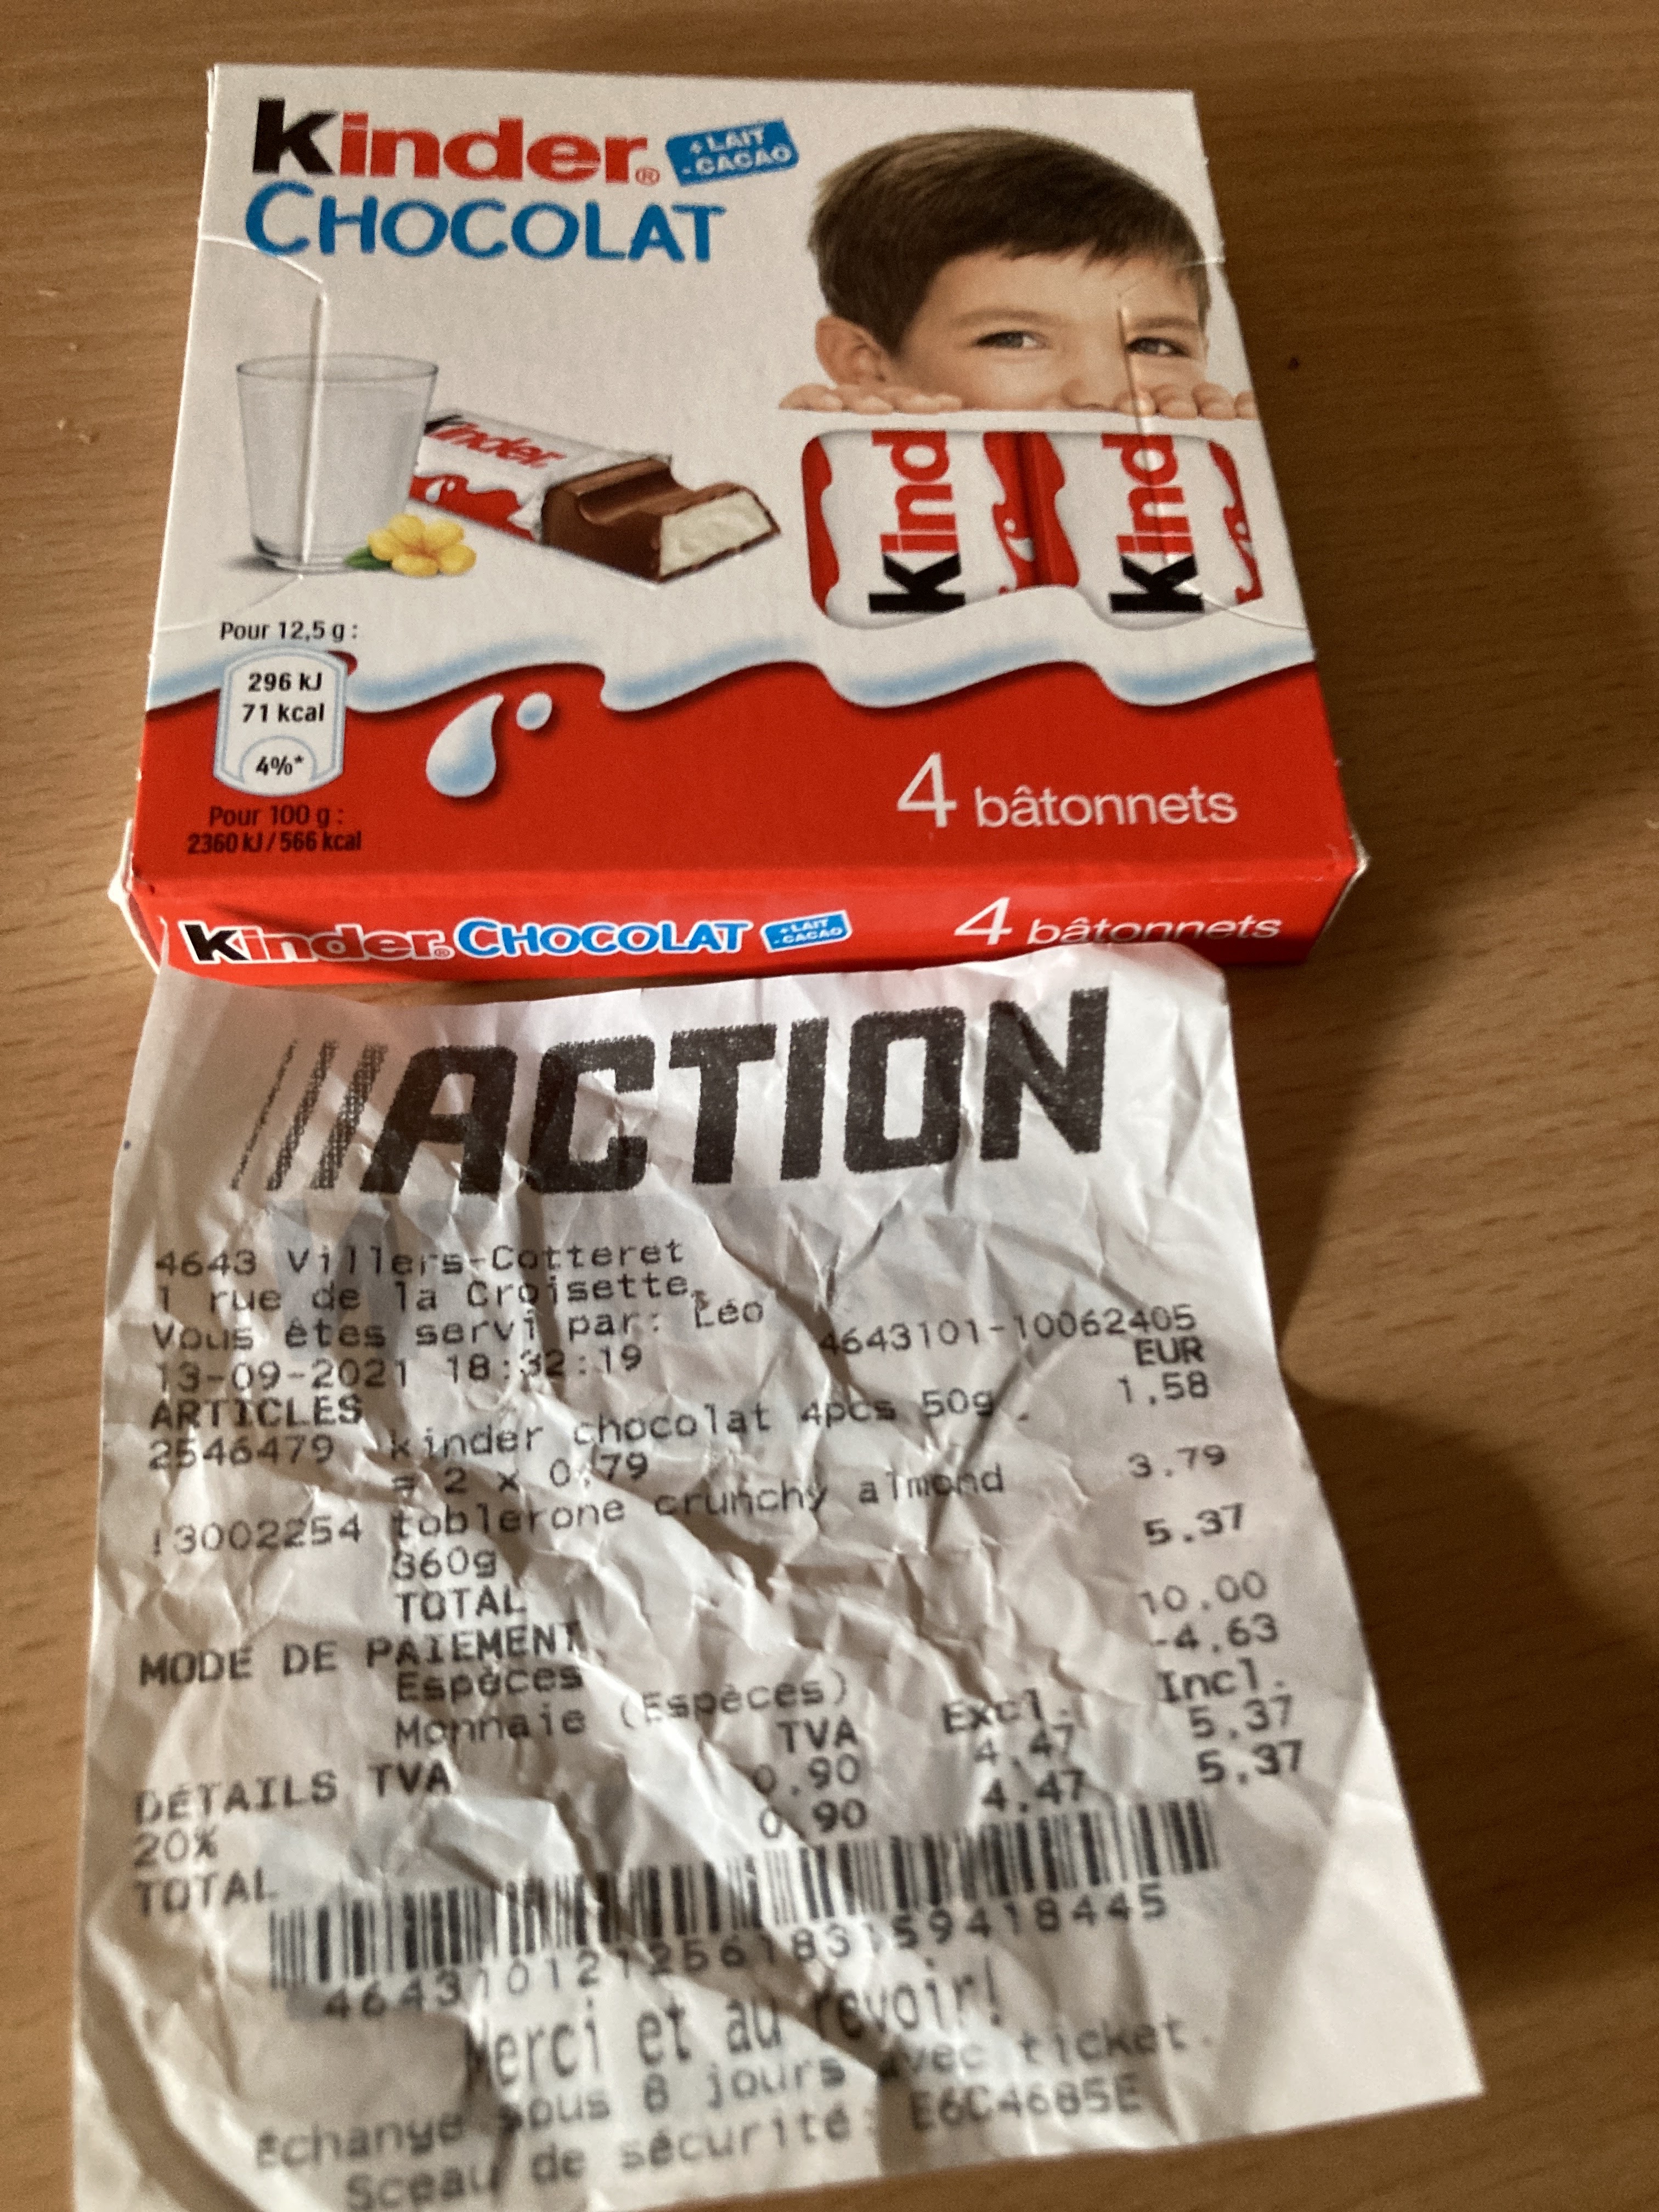 kinder®
+ LAIT
- CACAO
CHOCOLAT
kinder
kind
kind
Pour 12,5 g :
296 kJ
71 kcal
4%*
Pour 100 g :
2360 kJ / 566 kcal
4 bâtonnets
kinder® CHOCOLAT + LAIT - CACAO 4 bâtonnets
ACTION
4643 Villers-Cotteret
1 rue de la Croisette,
Vous êtes servi par: Léo
13-09-2021 18:32:19 4643101-10062405
ARTICLES EUR
2546479 kinder chocolat 4pcs 50g 1,58
= 2 x 0,79
!3002254 toblerone crunchy almond 3.79
360g
TOTAL 5.37
MODE DE PAIEMENT
Espèces 10.00
Monnaie (Espèces) -4,63
DÉTAILS TVA TVA Excl. Incl.
20% 0.90 4,47 5,37
TOTAL 0,90 4,47 5,37
Merci et au revoir!
Échange sous 8 jours avec ticket.
Sceau de sécurité: E6C4685E